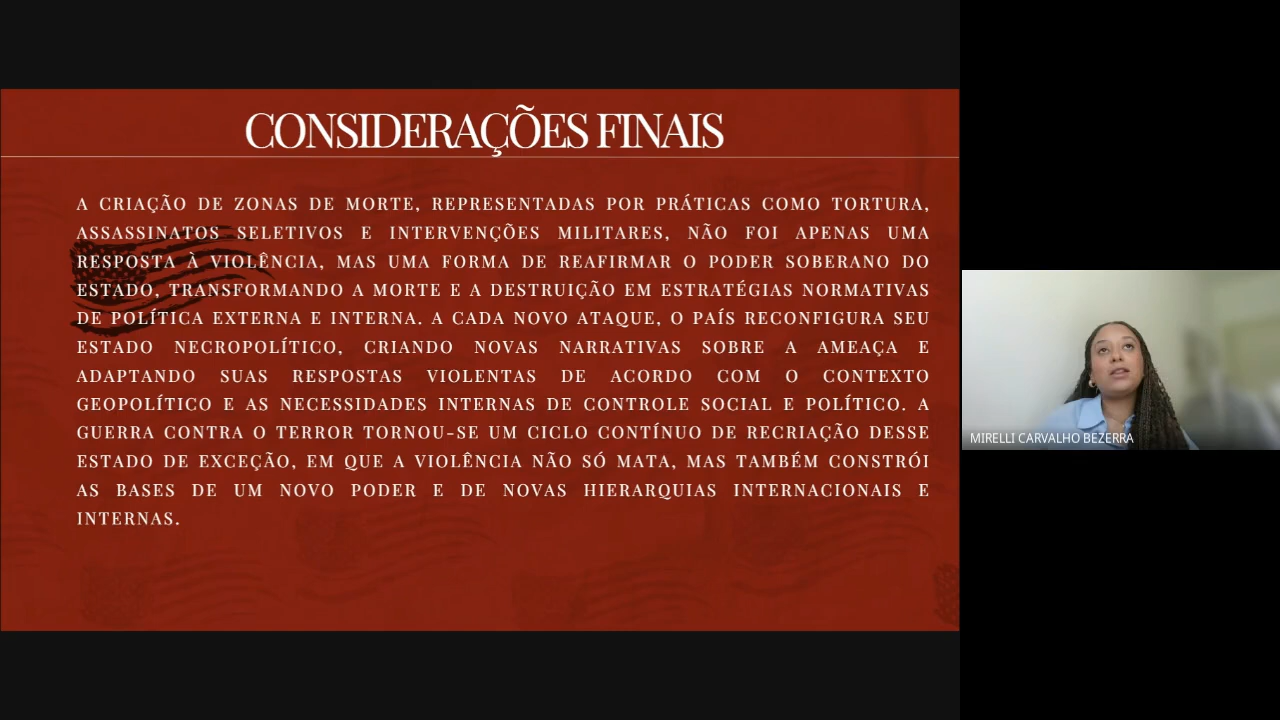 CONSIDERAÇÕES FINAIS
A CRIAÇÃO DE ZONAS DE MORTE, REPRESENTADAS POR PRÁTICAS COMO TORTURA,
ASSASSINATOS SELETIVOS E INTERVENÇÕES MILITARES, NÃO FOI APENAS UMA
RESPOSTA À VIOLÊNCIA, MAS UMA FORMA DE REAFIRMAR O PODER SOBERANO DO
ESTADO, TRANSFORMANDO A MORTE E A DESTRUIÇÃO EM ESTRATÉGIAS NORMATIVAS
DE POLÍTICA EXTERNA E INTERNA. A CADA NOVO ATAQUE, O PAÍS RECONFIGURA SEU
ESTADO NECROPOLÍTICO, CRIANDO NOVAS NARRATIVAS SOBRE A AMEAÇA E
ADAPTANDO SUAS RESPOSTAS VIOLENTAS DE ACORDO COM O CONTEXTO
GEOPOLÍTICO E AS NECESSIDADES INTERNAS DE CONTROLE SOCIAL E POLÍTICO. A
GUERRA CONTRA O TERROR TORNOU-SE UM CICLO CONTÍNUO DE RECRIAÇÃO DESSE
ESTADO DE EXCEÇÃO, EM QUE A VIOLÊNCIA NÃO SÓ MATA, MAS TAMBÉM CONSTRÓI
AS BASES DE UM NOVO PODER E DE NOVAS HIERARQUIAS INTERNACIONAIS E
INTERNAS.
MIRELLI CARVALHO BEZERRA